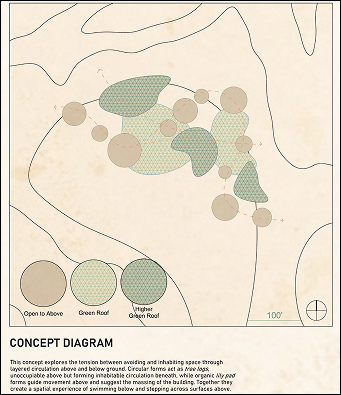 100'
Open to Above
Green Roof
Higher
Green Roof
CONCEPT DIAGRAM
This concept explores the tension between avoiding and inhabiting space through
layered circulation above and below ground. Circular forms act as tree tops,
unoccupiable above but forming inhabitable circulation beneath, while organic lily pad
forms guide movement above and suggest the massing of the building. Together they
create a spatial experience of swimming below and stepping across surfaces above.